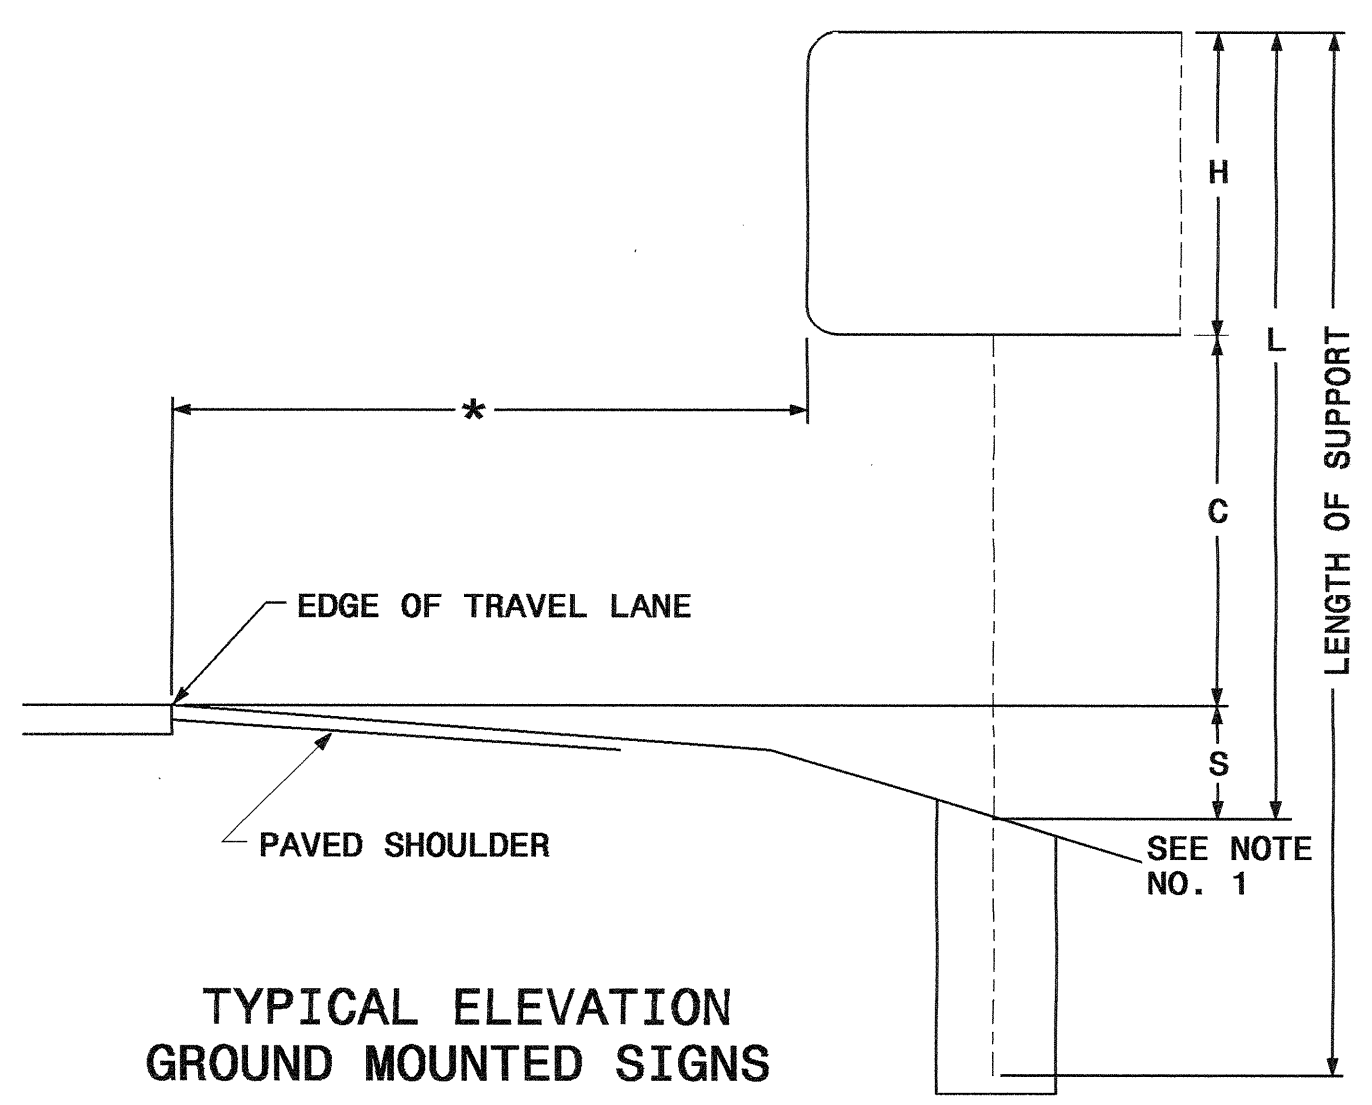 H
L
LENGTH OF SUPPORT
*
C
EDGE OF TRAVEL LANE
S
PAVED SHOULDER
SEE NOTE
NO. 1
TYPICAL ELEVATION
GROUND MOUNTED SIGNS